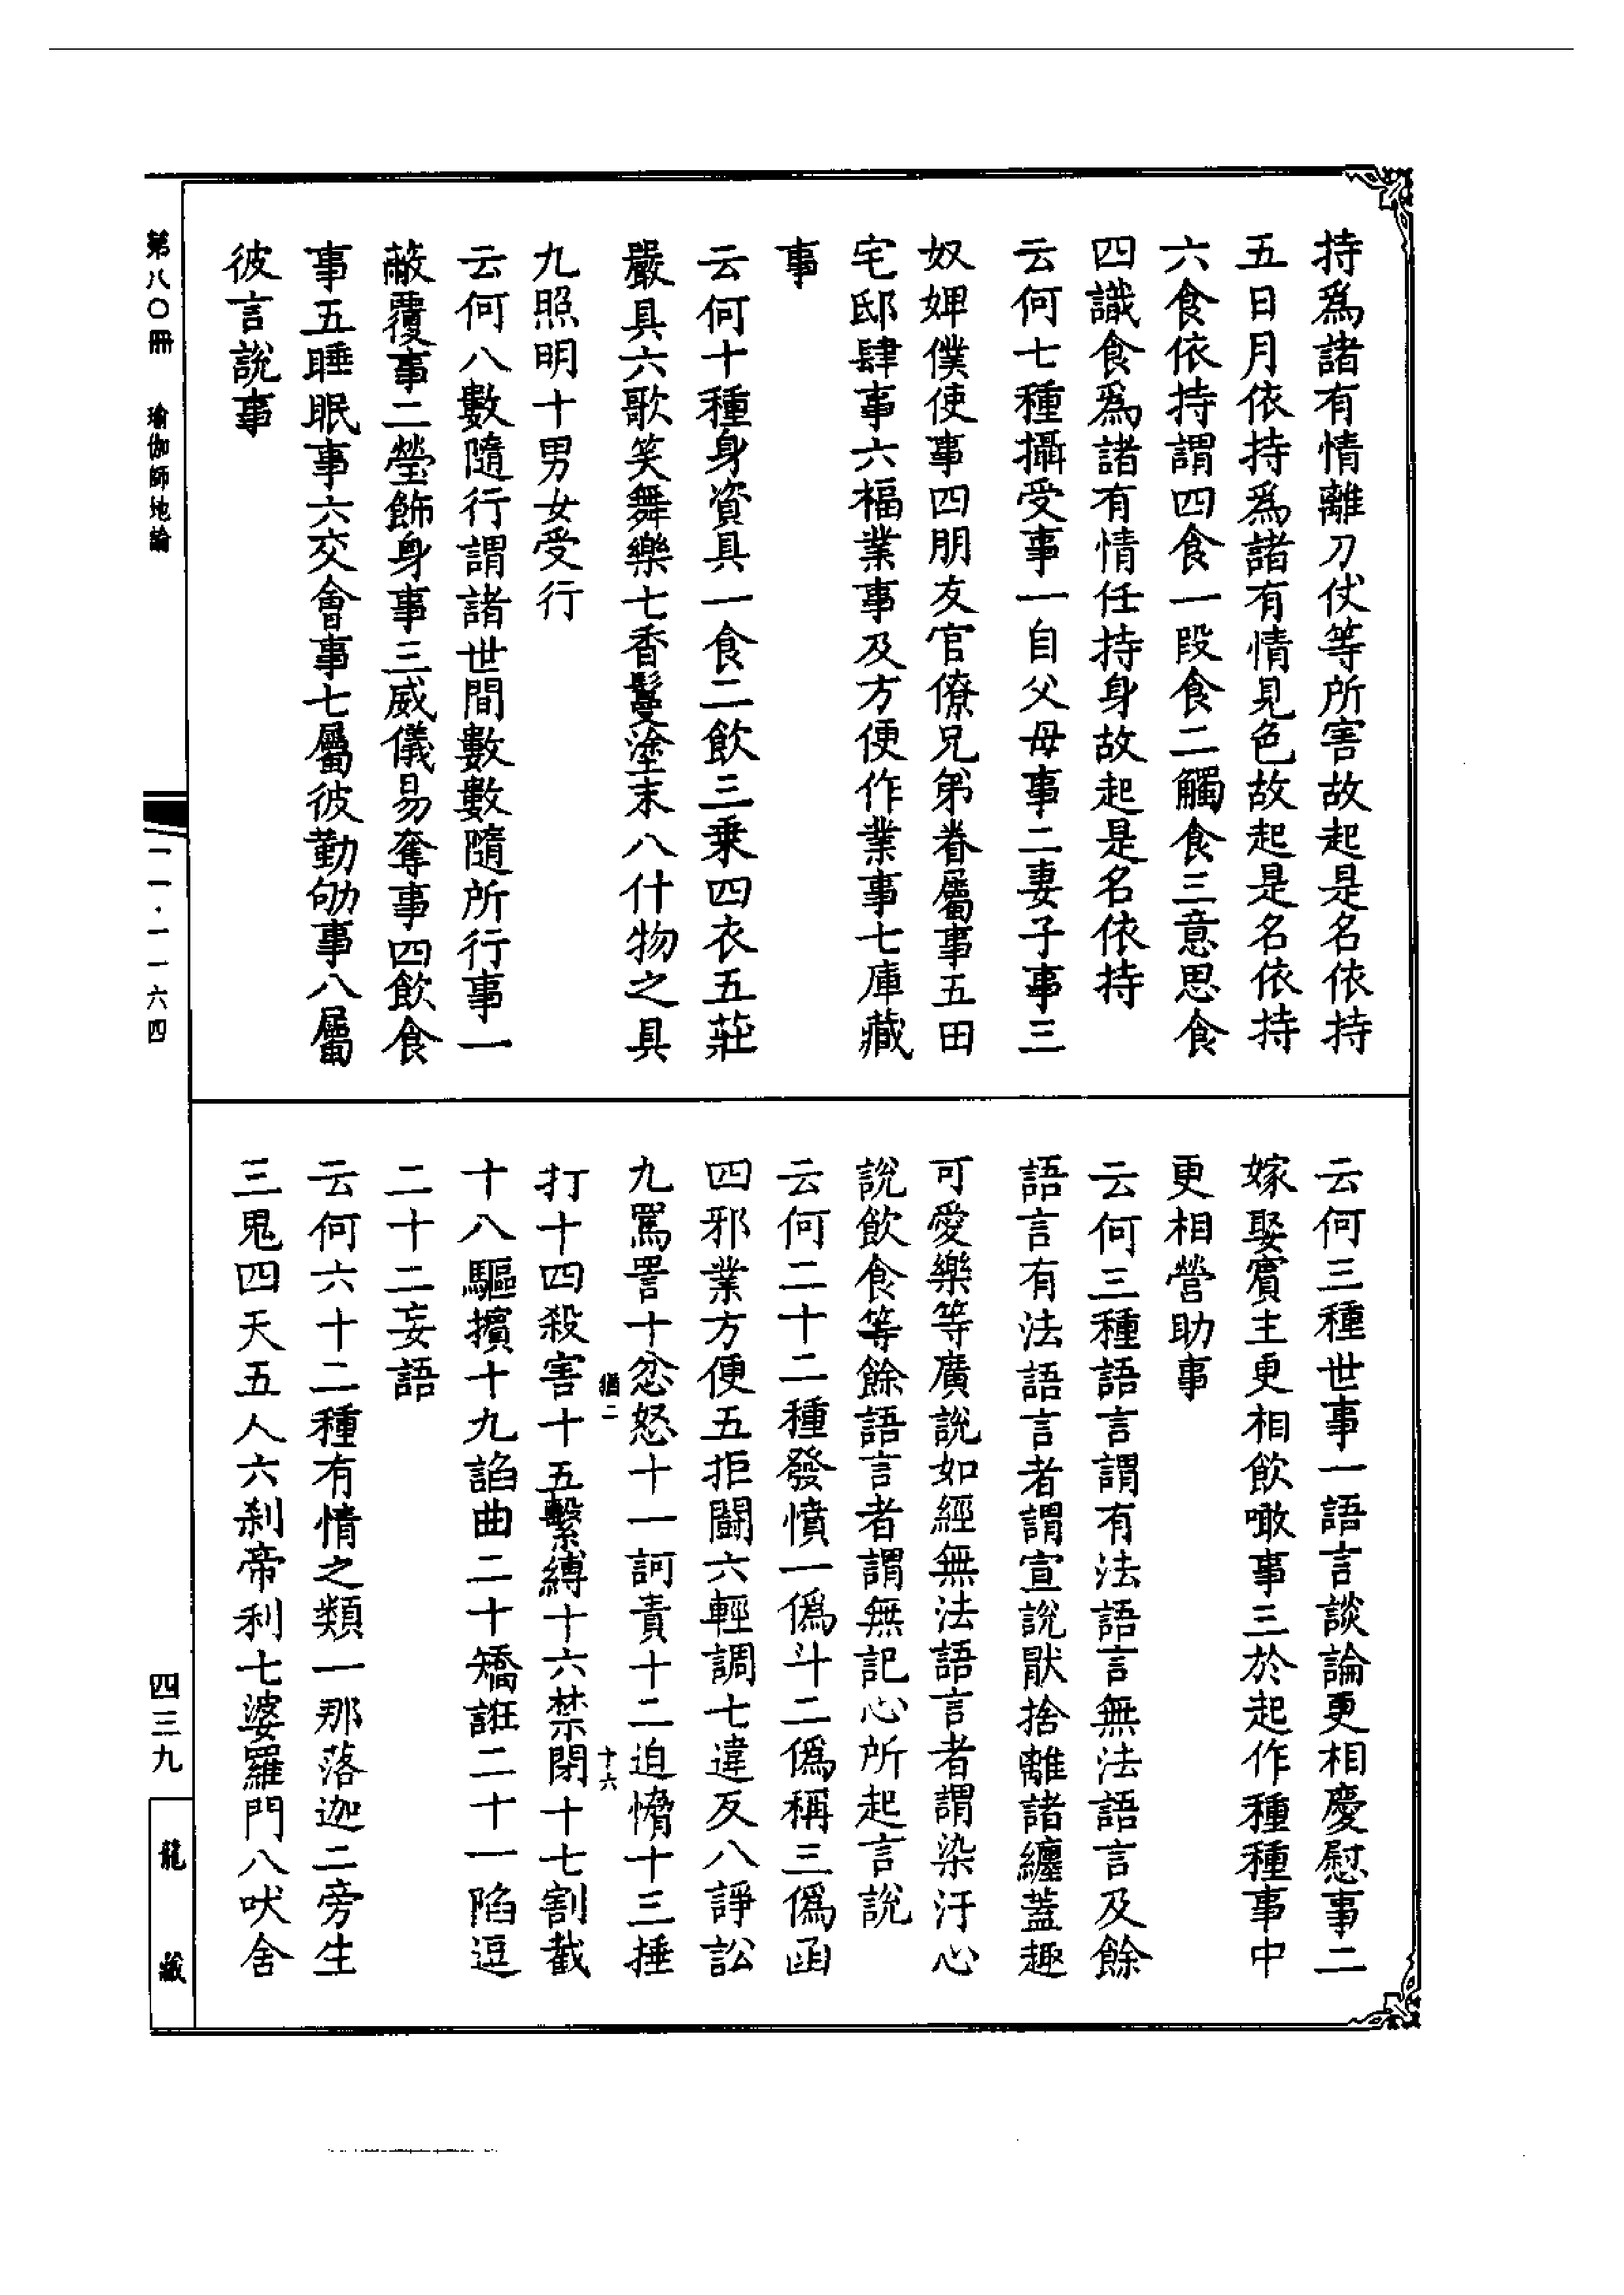 持爲諸有情離刀仗等所害故起是名依持
五日月依持爲諸有情見色故起是名依持
六食依持謂四食一段食二觸食三意思食
四識食爲諸有情任持身故起是名依持
云何七種攝受事一自父母事二妻子事三
奴婢僕使事四朋友官僚兄弟眷屬事五田
宅邸肆事六福業事及方便作業事七庫藏
事
云何十種身資具一食二飲三乗四衣五莊
嚴具六歌笑舞樂七香鬘塗末八什物之具
九照明十男女受行
云何八數隨行謂諸世間數數隨所行事一
蔽覆事二瑩飾身事三威儀易奪事四飲食
事五睡眠事六交會事七屬彼勤劬事八屬
彼言說事
云何三種世事一語言談論更相慶慰事二
嫁娶賓主更相飲噉事三於起作種種事中
更相營助事
云何三種語言謂有法語言無法語言及餘
語言有法語言者謂宣說猒捨離諸纏蓋趣
可愛樂等廣說如經無法語言者謂染汙心
說飲食等餘語言者謂無記心所起言說
云何二十二種發憤一僞斗二僞稱三僞函
四邪業方便五拒鬪六輕調七違反八諍訟
九罵詈十忿怒十一訶責十二迫愶十三捶
猶二
十六
打十四殺害十五繫縛十六禁閉十七割截
十八驅擯十九諂曲二十矯誑二十一陷逗
二十二妄語
云何六十二種有情之類一那落迦二旁生
三鬼四天五人六刹帝利七婆羅門八吠舍
第八〇冊　瑜伽師地論
一一·一一六四
四三九
龍藏